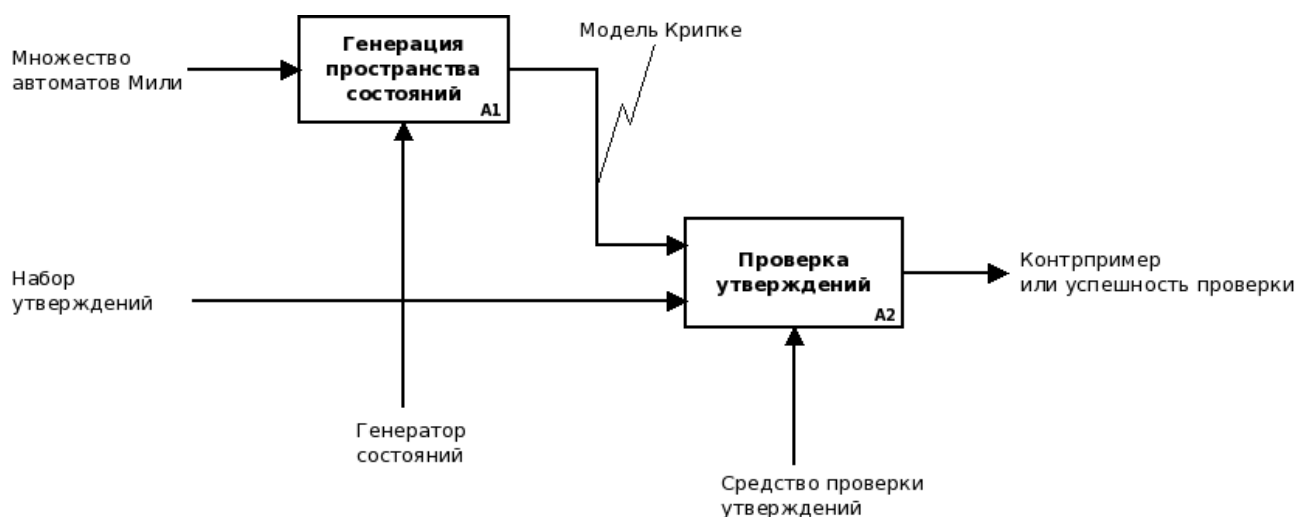 Модель Крипке
Множество
автоматов Мили
Генерация
пространства
состояний
A1
Набор
утверждений
Проверка
утверждений
A2
Контрпример
или успешность проверки
Генератор
состояний
Средство проверки
утверждений